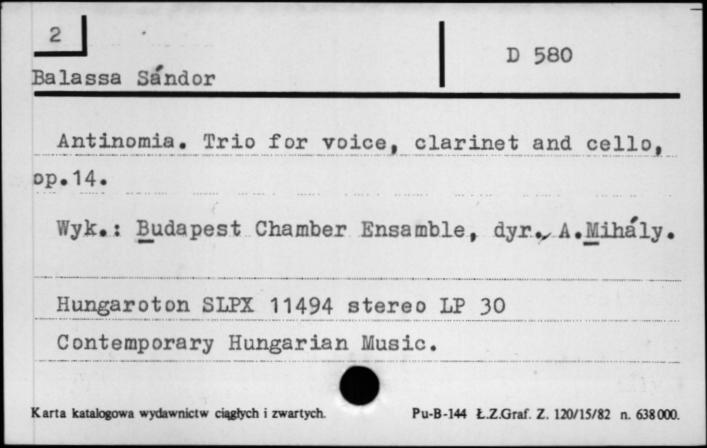 2
D 580
Balassa Sándor
Antinomia. Trio for voice, clarinet and cello,
op.14.
Wyk.: Budapest Chamber Ensamble, dyr., A.Mihály.
Hungaroton SLPX 11494 stereo LP 30
Contemporary Hungarian Music.
Karta katalogowa wydawnictw ciągłych i zwartych. Pu-B-144 Ł.Z.Graf. Z. 120/15/82 n. 638000.